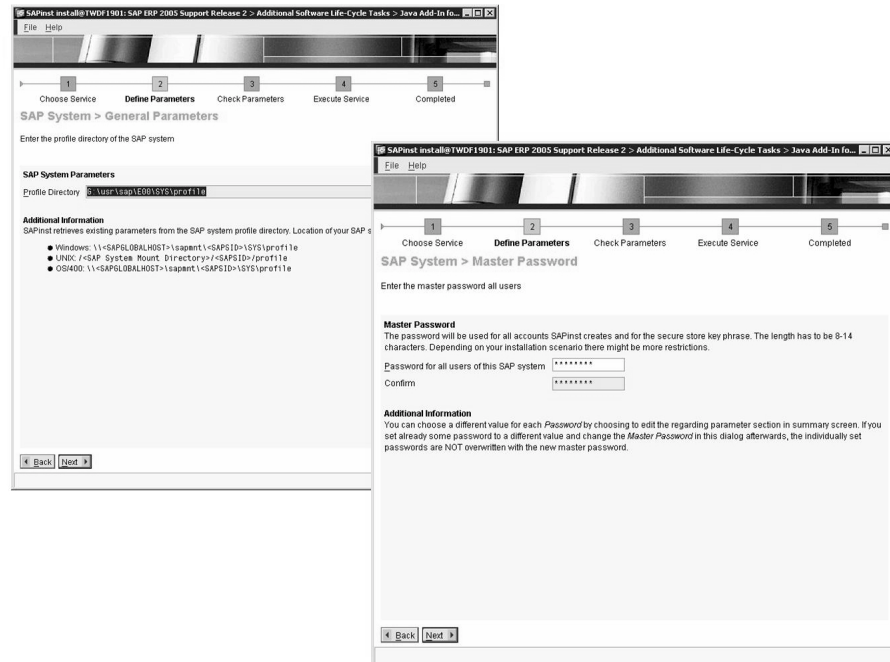 SAPinst install@TWDF1901: SAP ERP 2005 Support Release 2 > Additional Software Life-Cycle Tasks > Java Add-In fo...
File Help
1 2 3 4 5
Choose Service Define Parameters Check Parameters Execute Service Completed
SAP System > General Parameters
Enter the profile directory of the SAP system
SAP System Parameters
Profile Directory G:\usr\sap\E00\SYS\profile
Additional Information
SAPinst retrieves existing parameters from the SAP system profile directory. Location of your SAP s
Windows: \\<SAPGLOBALHOST>\sapmnt\<SAPSID>\SYS\profile
UNIX: /<SAP System Mount Directory>/<SAPSID>/profile
OS/400: \\<SAPGLOBALHOST>\sapmnt\<SAPSID>\SYS\profile
Back Next
SAPinst install@TWDF1901: SAP ERP 2005 Support Release 2 > Additional Software Life-Cycle Tasks > Java Add-In fo...
File Help
1 2 3 4 5
Choose Service Define Parameters Check Parameters Execute Service Completed
SAP System > Master Password
Enter the master password all users
Master Password
The password will be used for all accounts SAPinst creates and for the secure store key phrase. The length has to be 8-14
characters. Depending on your installation scenario there might be more restrictions.
Password for all users of this SAP system ********
Confirm ********
Additional Information
You can choose a different value for each Password by choosing to edit the regarding parameter section in summary screen. If you
set already some password to a different value and change the Master Password in this dialog afterwards, the individually set
passwords are NOT overwritten with the new master password.
Back Next